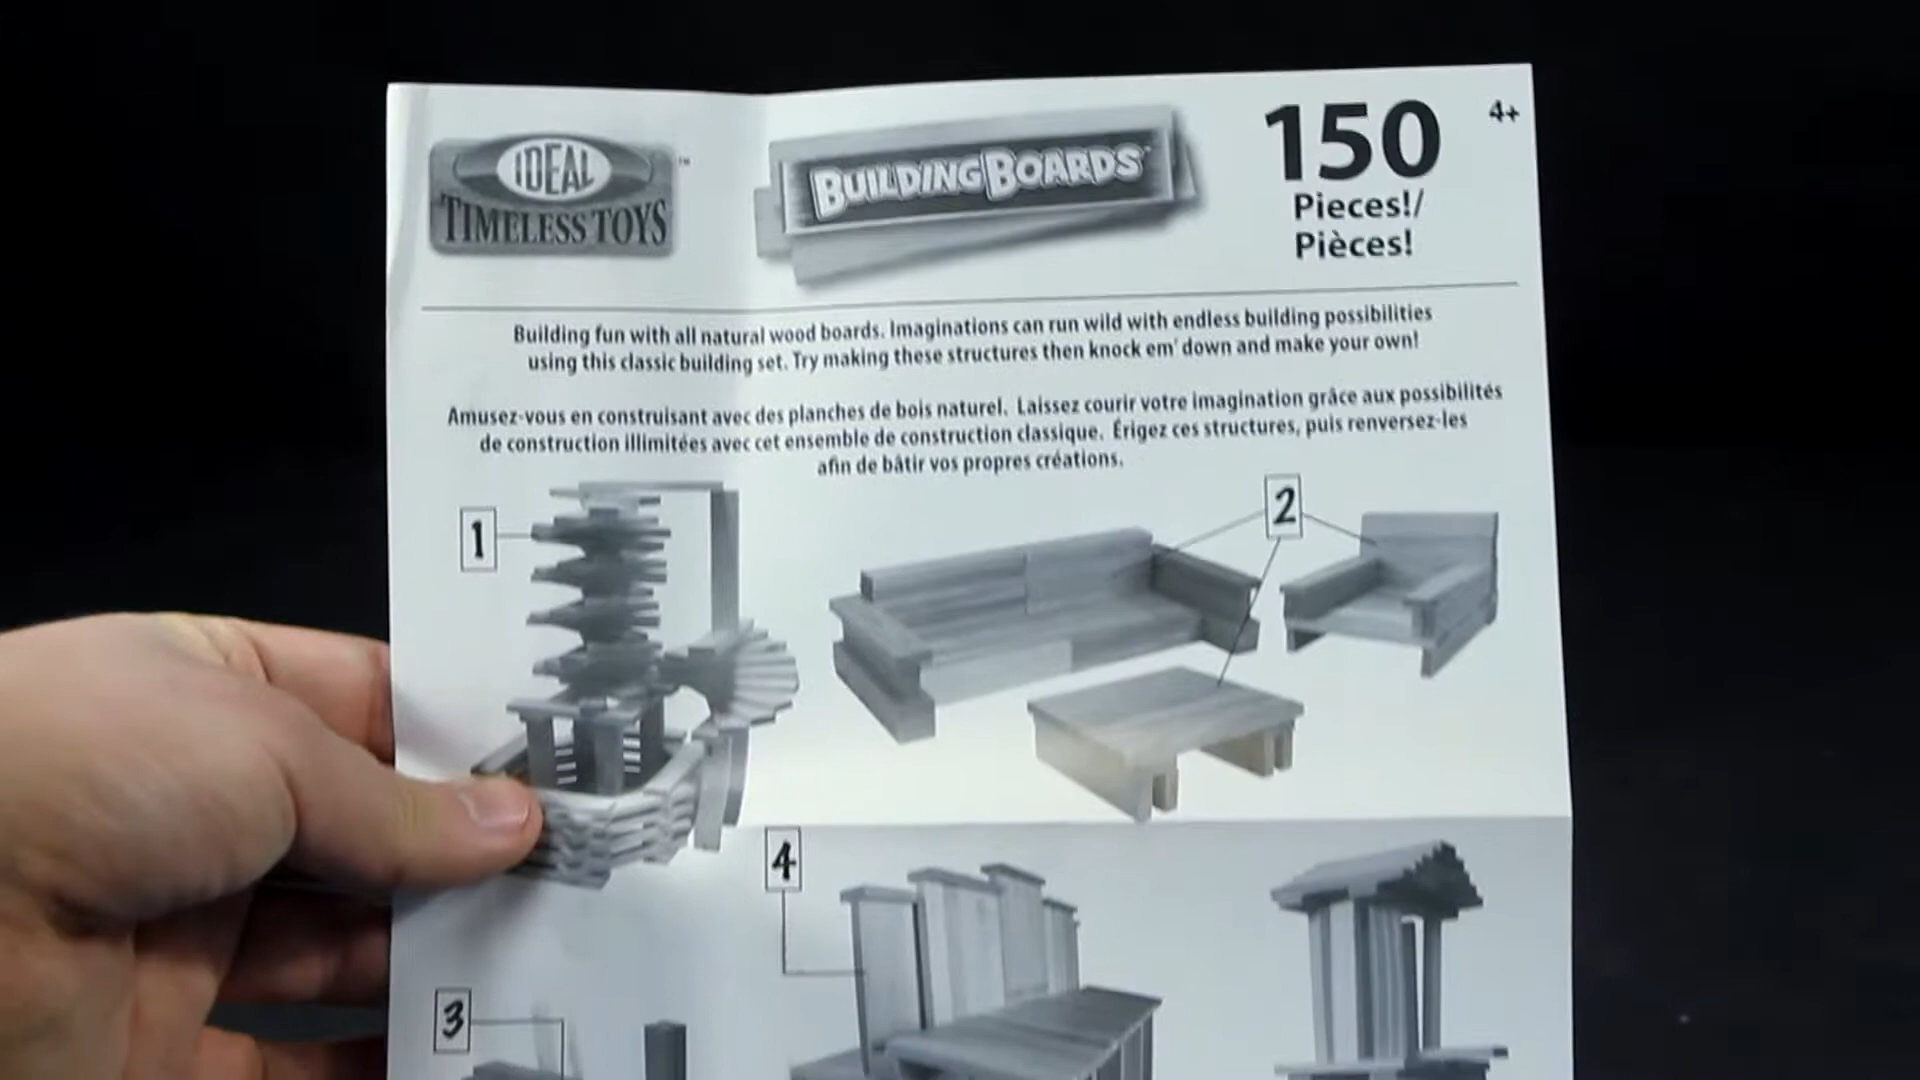 IDEAL
TIMELESS TOYS
™
BUILDING BOARDS™
150
Pieces!/
Pièces!
4+
Building fun with all natural wood boards. Imaginations can run wild with endless building possibilities
using this classic building set. Try making these structures then knock em' down and make your own!
Amusez-vous en construisant avec des planches de bois naturel. Laissez courir votre imagination grâce aux possibilités
de construction illimitées avec cet ensemble de construction classique. Érigez ces structures, puis renversez-les
afin de bâtir vos propres créations.
1
2
4
3